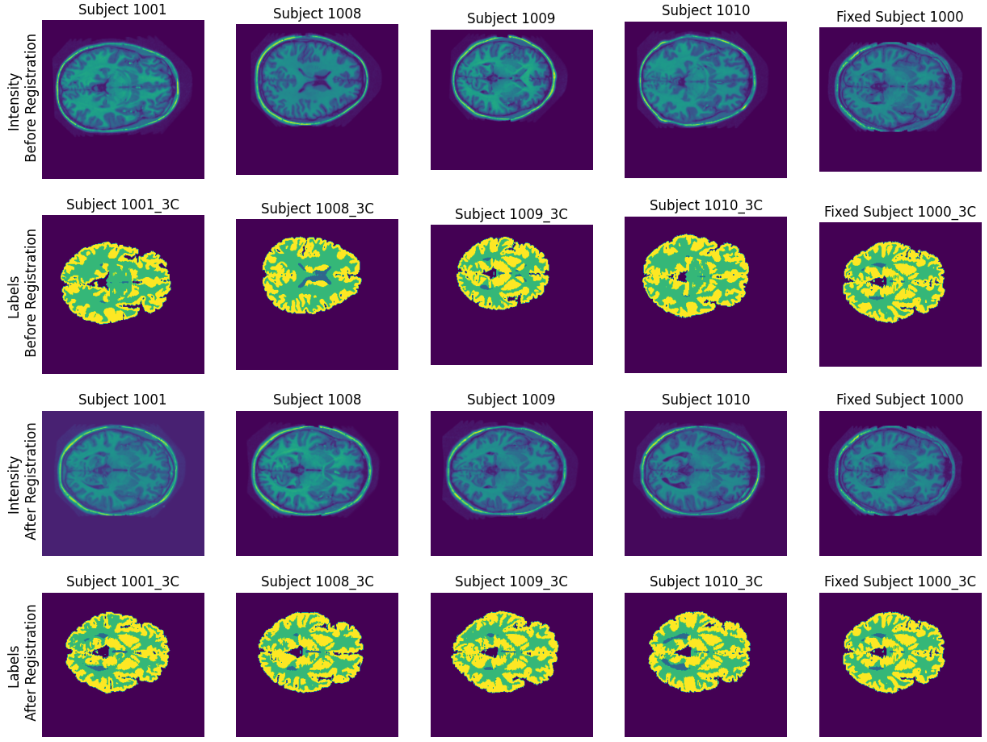 Subject 1001
Subject 1008
Subject 1009
Subject 1010
Fixed Subject 1000
Intensity
Before Registration
Subject 1001_3C
Subject 1008_3C
Subject 1009_3C
Subject 1010_3C
Fixed Subject 1000_3C
Labels
Before Registration
Subject 1001
Subject 1008
Subject 1009
Subject 1010
Fixed Subject 1000
Intensity
After Registration
Subject 1001_3C
Subject 1008_3C
Subject 1009_3C
Subject 1010_3C
Fixed Subject 1000_3C
Labels
After Registration